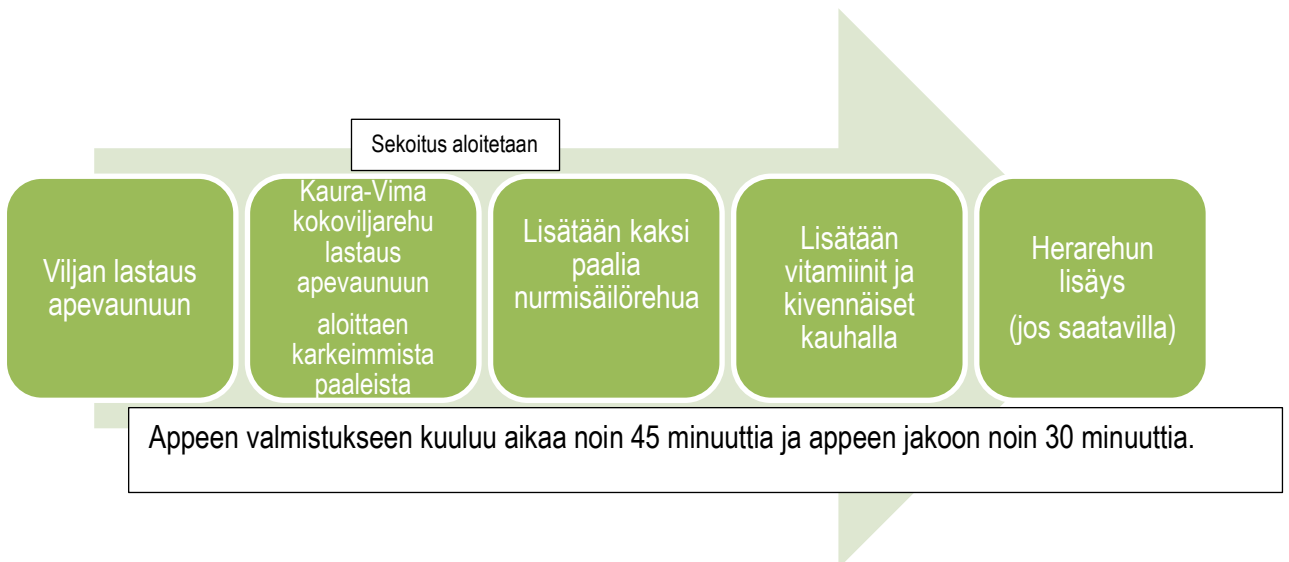 Sekoitus aloitetaan
Viljan lastaus
apevaunuun
Kaura-Vima
kokoviljarehu
lastaus
apevaunuun
aloittaen
karkeimmista
paaleista
Lisätään kaksi
paalia
nurmisäilörehua
Lisätään
vitamiinit ja
kivennäiset
kauhalla
Herarehun
lisäys
(jos saatavilla)
Appeen valmistukseen kuuluu aikaa noin 45 minuuttia ja appeen jakoon noin 30 minuuttia.